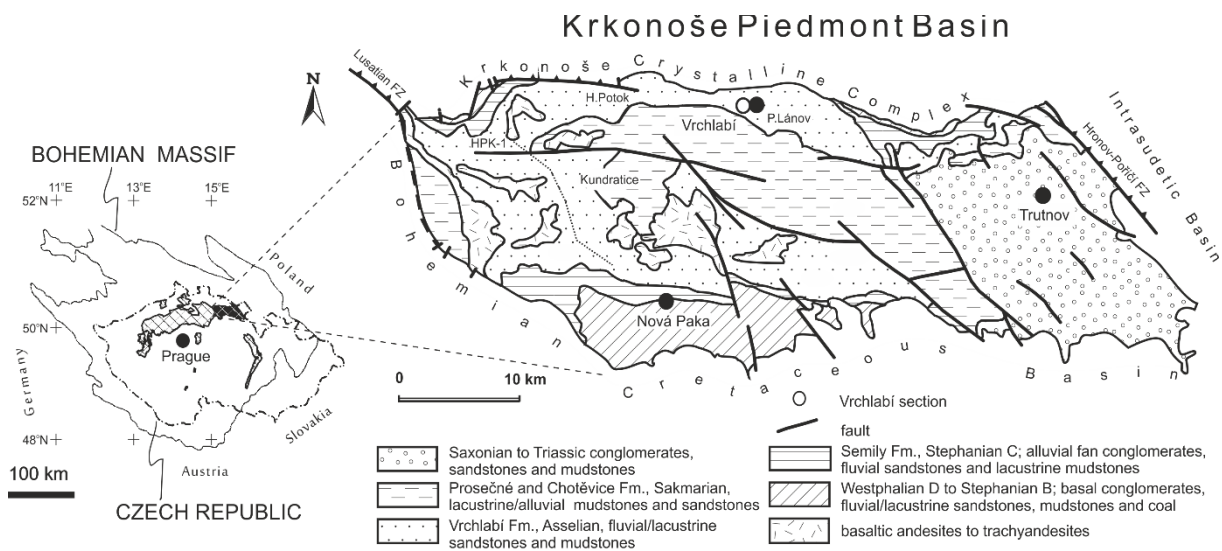 Krkonoše Piedmont Basin
Lusatian FZ
Krkonoše Crystalline Complex
N
H.Potok
Vrchlabí
P.Lánov
Intrasudetic Basin
Hronov-Poříčí FZ
HPK-1
BOHEMIAN MASSIF
11°E 13°E 15°E
52°N
Kundratice
Trutnov
Poland
Bohemian Cretaceous Basin
50°N
Nová Paka
Prague
Germany
0 10 km
Vrchlabí section
Slovakia
fault
48°N
Austria
100 km
CZECH REPUBLIC
Saxonian to Triassic conglomerates,
sandstones and mudstones
Prosečné and Chotěvice Fm., Sakmarian,
lacustrine/alluvial mudstones and sandstones
Vrchlabí Fm., Asselian, fluvial/lacustrine
sandstones and mudstones
Semily Fm., Stephanian C; alluvial fan conglomerates,
fluvial sandstones and lacustrine mudstones
Westphalian D to Stephanian B; basal conglomerates,
fluvial/lacustrine sandstones, mudstones and coal
basaltic andesites to trachyandesites